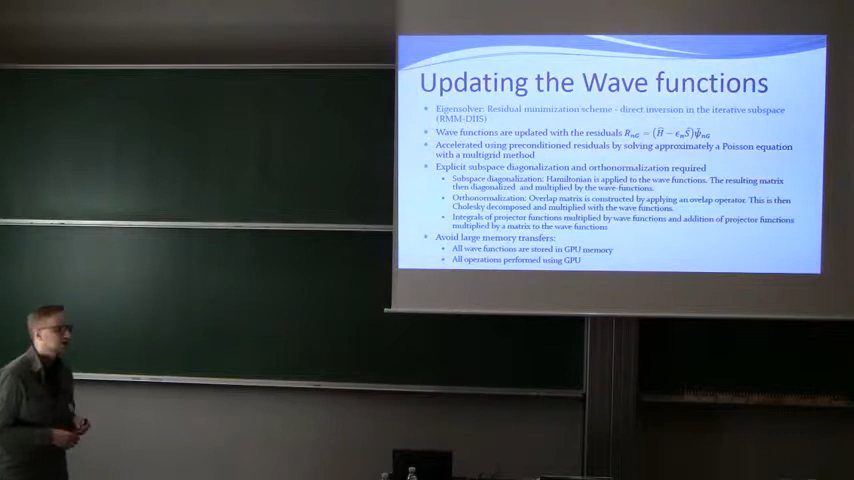 Updating the Wave functions
Eigensolver: Residual minimization scheme - direct inversion in the iterative subspace
(RMM-DIIS)
Wave functions are updated with the residuals R_{nG} = (Ĥ − ϵ_n Ŝ)ψ̃_{nG}
Accelerated using preconditioned residuals by solving approximately a Poisson equation
with a multigrid method
Explicit subspace diagonalization and orthonormalization required
Subspace diagonalization: Hamiltonian is applied to the wave functions. The resulting matrix
then diagonalized and multiplied by the wave-functions.
Orthonormalization: Overlap matrix is constructed by applying an ovelap operator. This is then
Cholesky decomposed and multiplied with the wave functions.
Integrals of projector functions multiplied by wave functions and addition of projector functions
multiplied by a matrix to the wave functions
Avoid large memory transfers:
All wave functions are stored in GPU memory
All operations performed using GPU